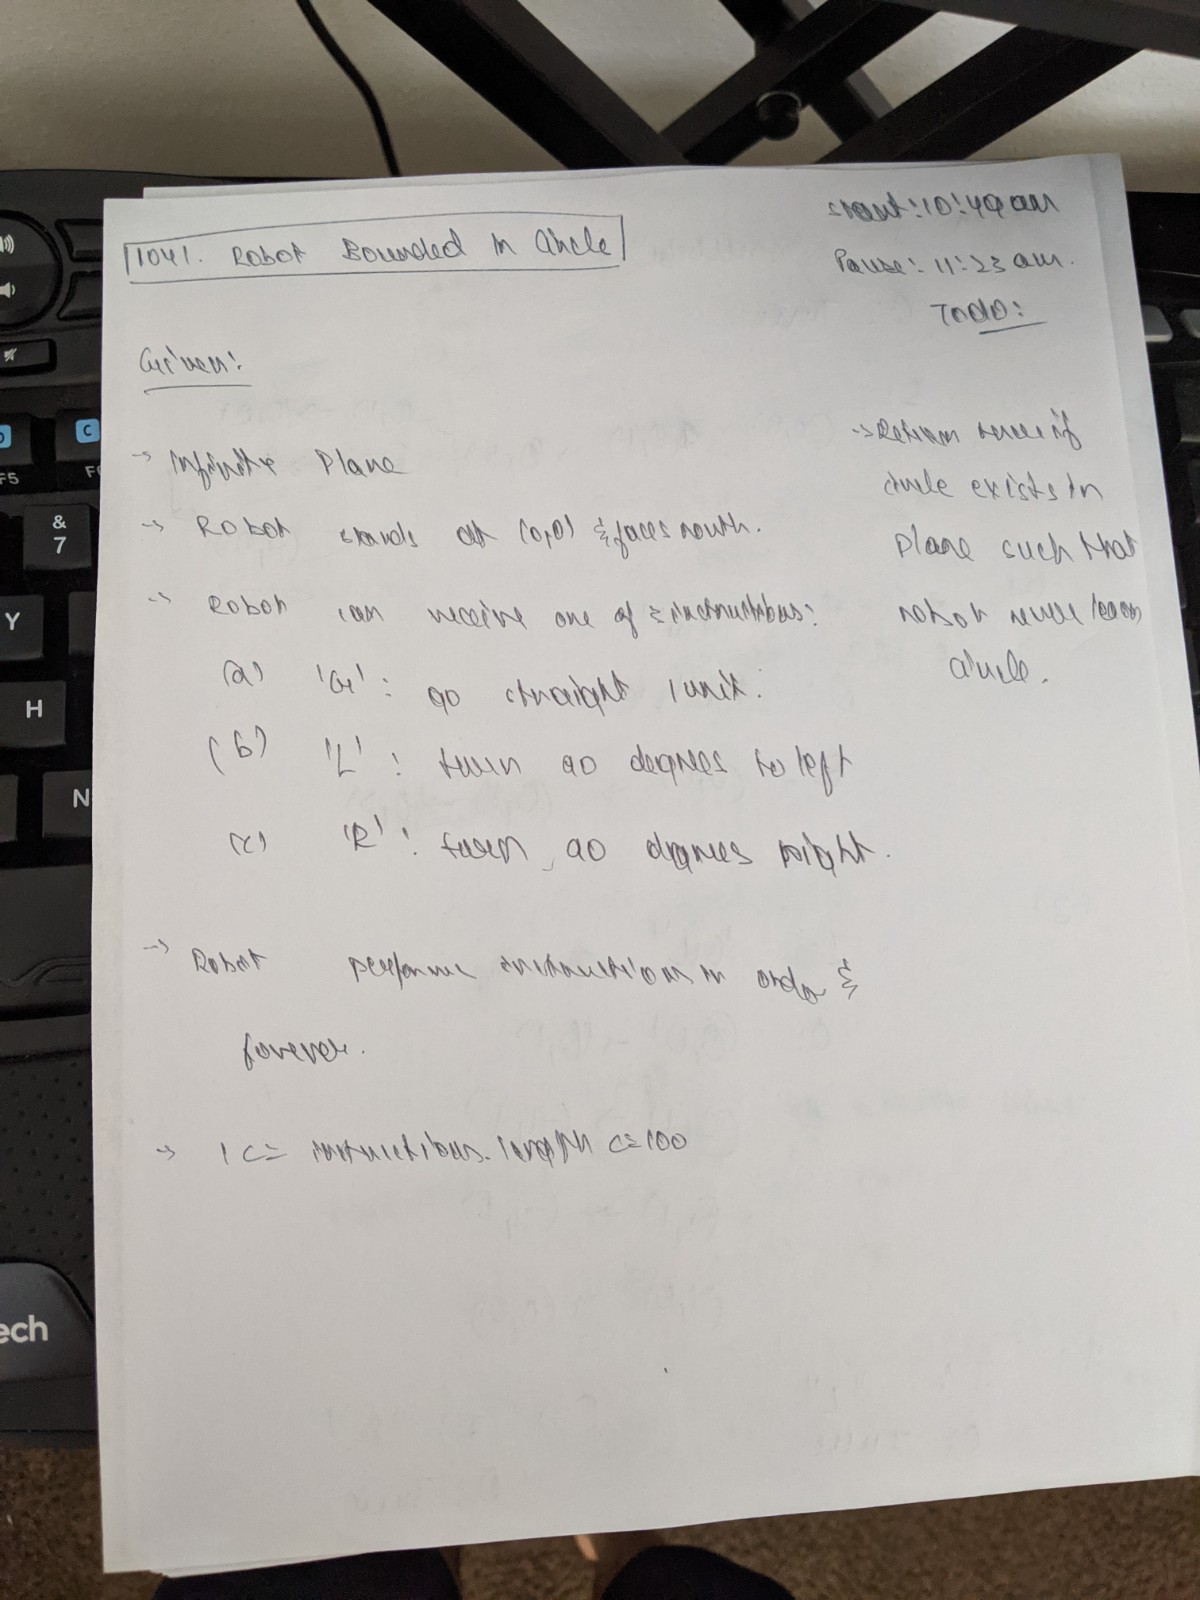 1041. Robot Bounded In Circle
start: 10:49 am
Pause: 11:23 am.
TODO:
Given:
-> Infinite Plane
-> Robot stands at (0,0) & faces north.
-> Robot can receive one of 3 instructions:
(a) 'G': go straight 1 unit.
(b) 'L': turn 90 degrees to left
(c) 'R': turn 90 degrees right.
-> Robot performs instructions in order &
forever.
-> 1 <= instructions.length <= 100
-> Return true if
circle exists in
plane such that
robot never leaves
circle.
&
7
F5
C
Y
H
N
ech